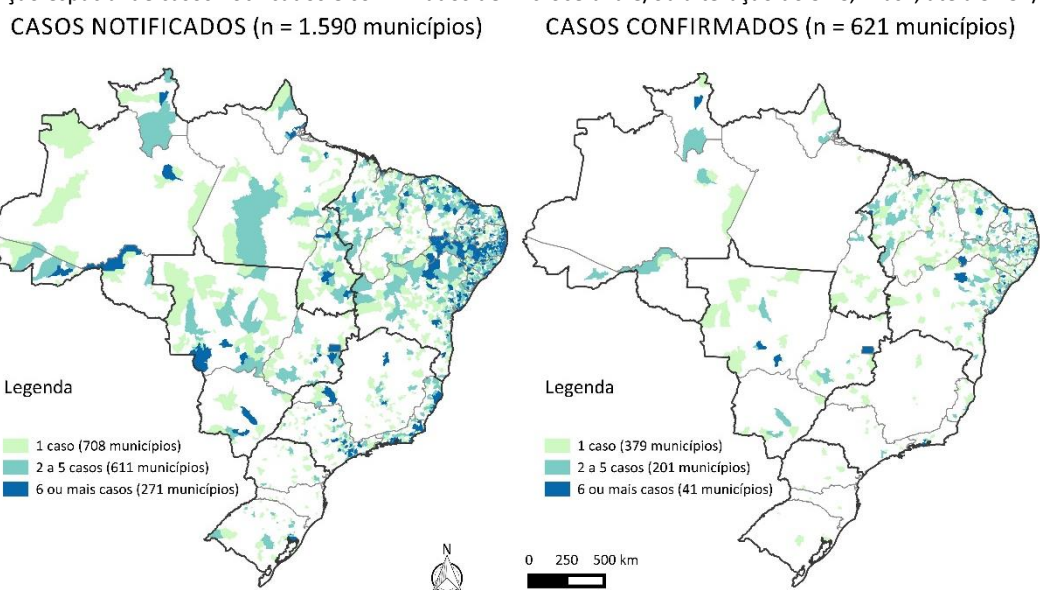 CASOS NOTIFICADOS (n = 1.590 municípios)
CASOS CONFIRMADOS (n = 621 municípios)
Legenda
1 caso (708 municípios)
2 a 5 casos (611 municípios)
6 ou mais casos (271 municípios)
Legenda
1 caso (379 municípios)
2 a 5 casos (201 municípios)
6 ou mais casos (41 municípios)
N
0 250 500 km